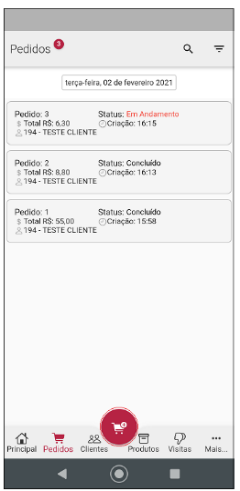 Pedidos 3
terça-feira, 02 de fevereiro 2021
Pedido: 3 Status: Em Andamento
$ Total R$: 6,30 Criação: 16:15
194 - TESTE CLIENTE
Pedido: 2 Status: Concluído
$ Total R$: 8,80 Criação: 16:13
194 - TESTE CLIENTE
Pedido: 1 Status: Concluído
$ Total R$: 55,00 Criação: 15:58
194 - TESTE CLIENTE
Principal Pedidos Clientes Produtos Visitas Mais...